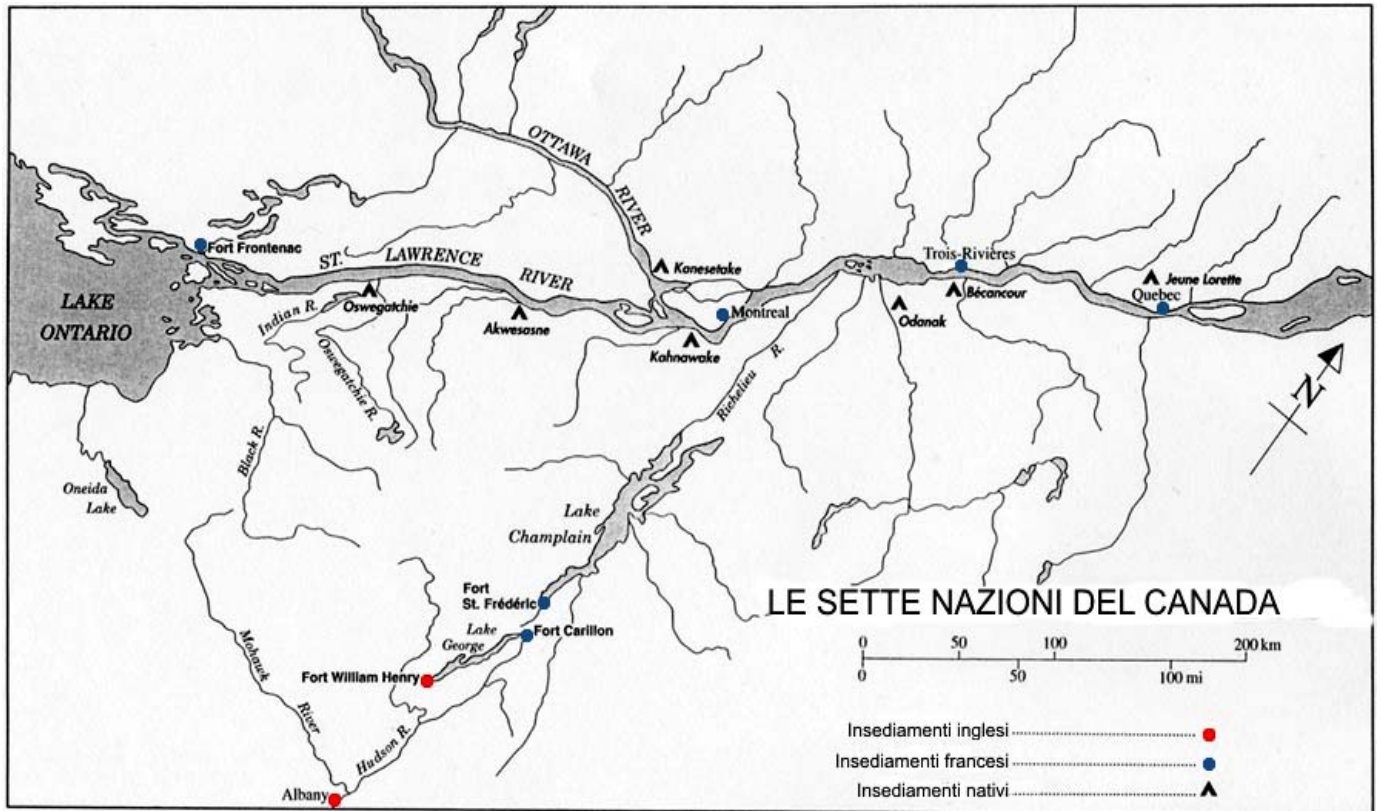 OTTAWA
RIVER
Fort Frontenac
ST. LAWRENCE RIVER
Kanesetake
Trois-Rivières
Jeune Lorette
Bécancour
Quebec
LAKE
ONTARIO
Indian R.
Oswegatchie
Akwesasne
Montreal
Odanak
Kahnawake
Oswegatchie R.
Richelieu R.
N
Black R.
Oneida
Lake
Lake
Champlain
Fort
St. Frédéric
Lake
George
Fort Carillon
Fort William Henry
Mohawk
River
Hudson R.
Albany
LE SETTE NAZIONI DEL CANADA
0 50 100 200 km
0 50 100 mi
Insediamenti inglesi
Insediamenti francesi
Insediamenti nativi